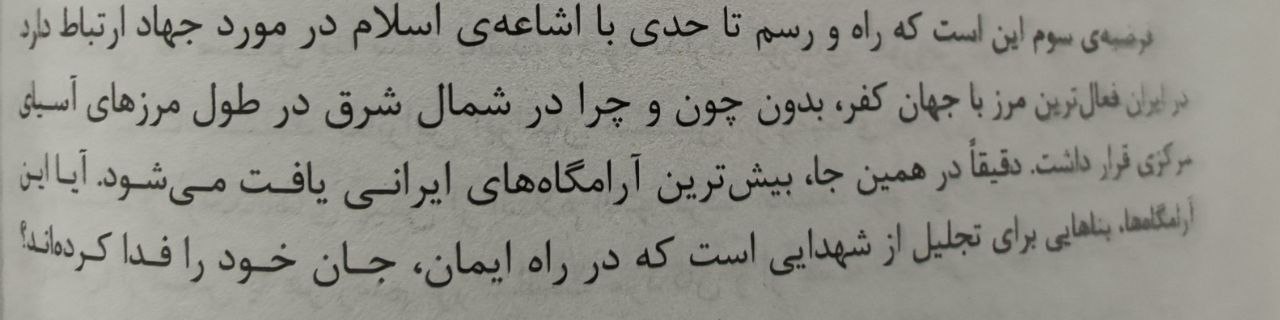 فرضیه‌ی سوم این است که راه و رسم تا حدی با اشاعه‌ی اسلام در مورد جهاد ارتباط دارد
در ایران فعال‌ترین مرز با جهان کفر، بدون چون و چرا در شمال شرق در طول مرزهای آسیای
مرکزی قرار داشت. دقیقاً در همین جا، بیش‌ترین آرامگاه‌های ایرانی یافت می‌شود. آیا این
آرامگاه‌ها، بناهایی برای تجلیل از شهدایی است که در راه ایمان، جان خود را فدا کرده‌اند؟